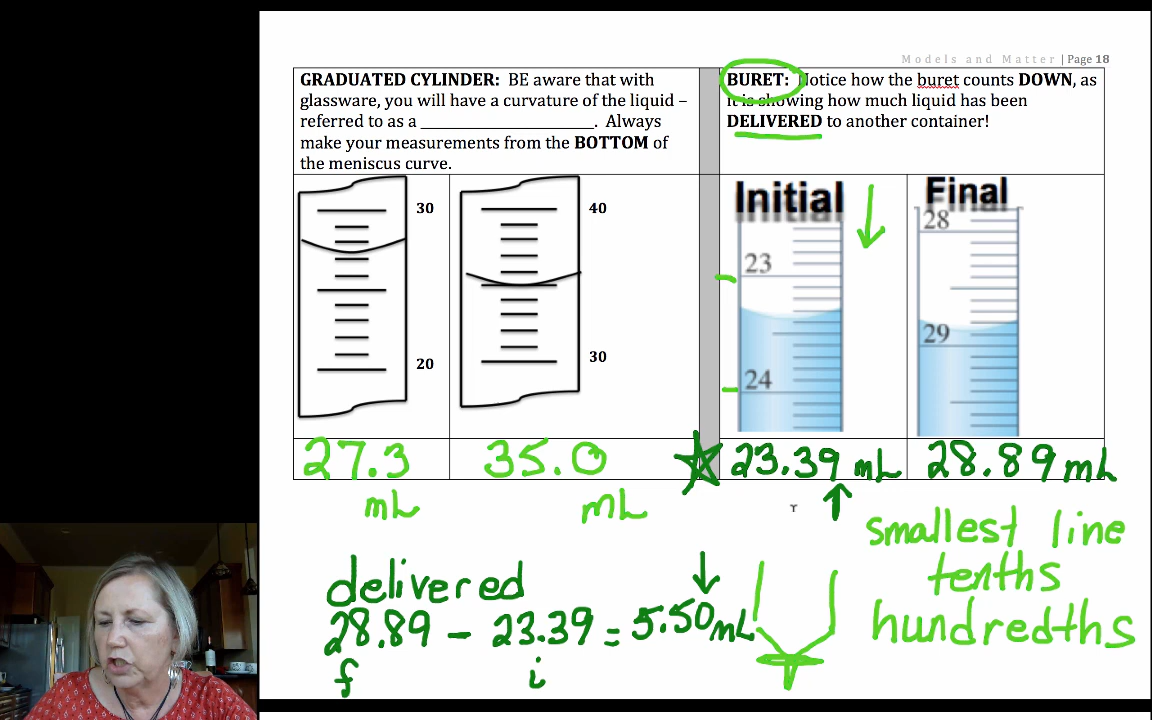 Models and Matter | Page 18
GRADUATED CYLINDER: BE aware that with
glassware, you will have a curvature of the liquid –
referred to as a ____________________. Always
make your measurements from the BOTTOM of
the meniscus curve.
BURET: Notice how the buret counts DOWN, as
it is showing how much liquid has been
DELIVERED to another container!
30
20
40
30
Initial
23
24
Final
28
29
27.3
mL
35.0
mL
23.39 mL
28.89 mL
smallest line
tenths
hundredths
delivered
28.89 – 23.39 = 5.50 mL
f i